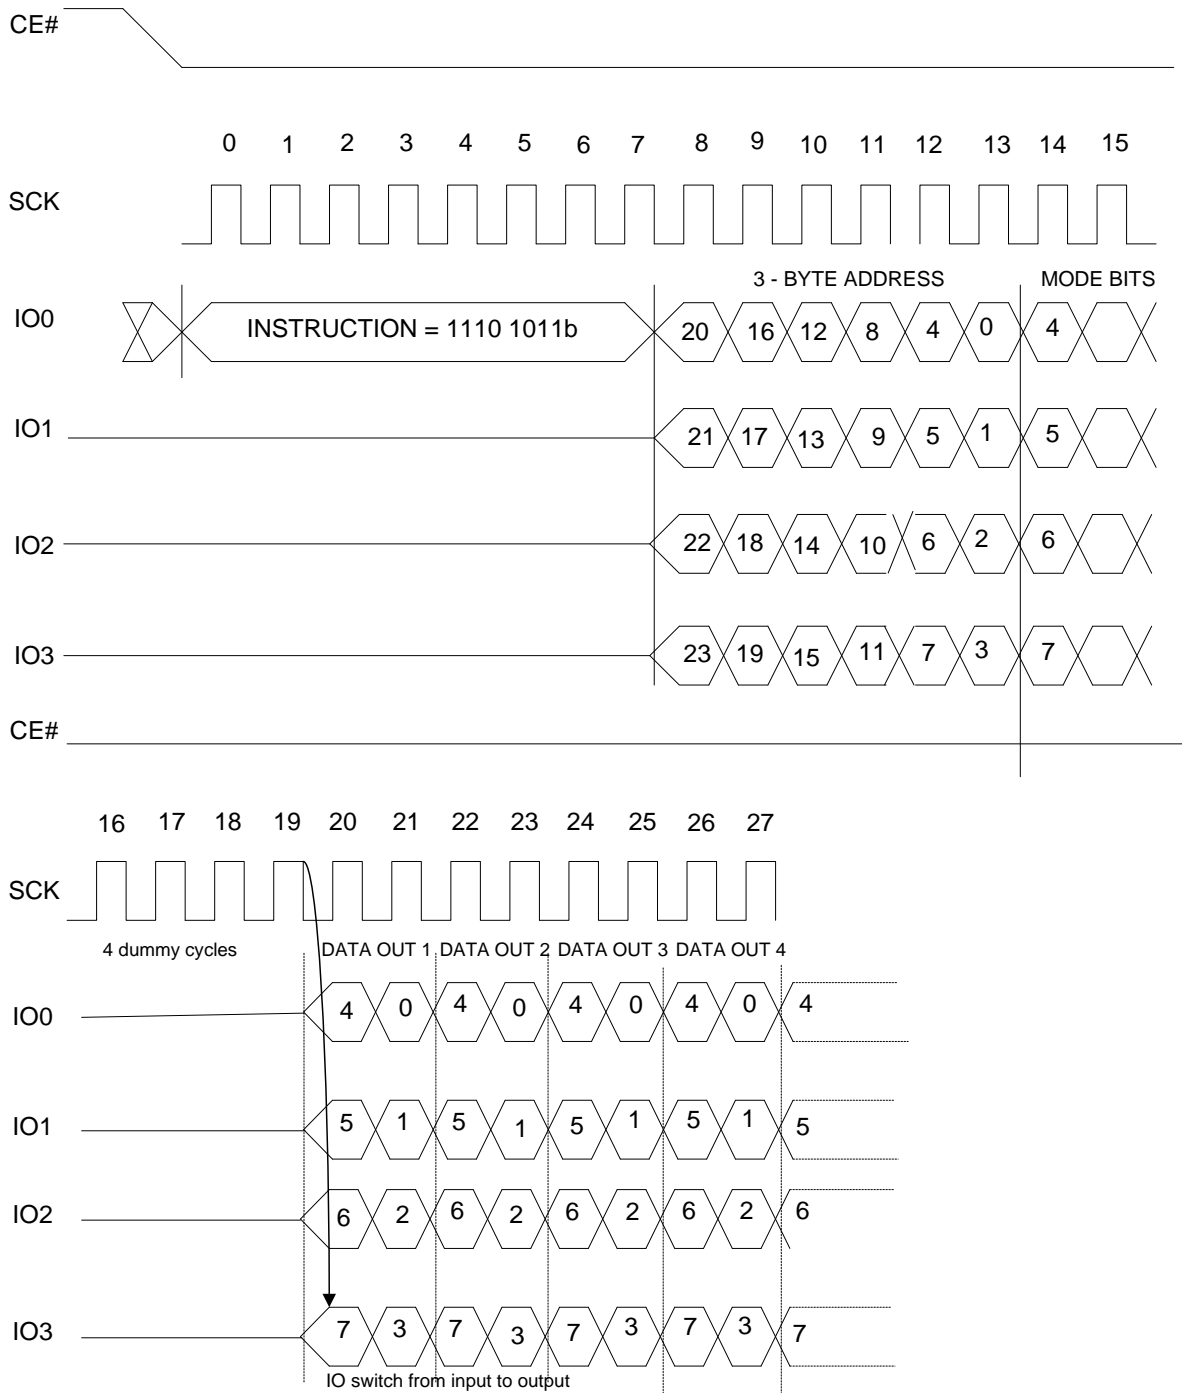 CE#
0 1 2 3 4 5 6 7 8 9 10 11 12 13 14 15
SCK
3 - BYTE ADDRESS MODE BITS
IO0 INSTRUCTION = 1110 1011b 20 16 12 8 4 0 4
IO1 21 17 13 9 5 1 5
IO2 22 18 14 10 6 2 6
IO3 23 19 15 11 7 3 7
CE#
16 17 18 19 20 21 22 23 24 25 26 27
SCK
4 dummy cycles DATA OUT 1 DATA OUT 2 DATA OUT 3 DATA OUT 4
IO0 4 0 4 0 4 0 4 0 4
IO1 5 1 5 1 5 1 5 1 5
IO2 6 2 6 2 6 2 6 2 6
IO3 7 3 7 3 7 3 7 3 7
IO switch from input to output